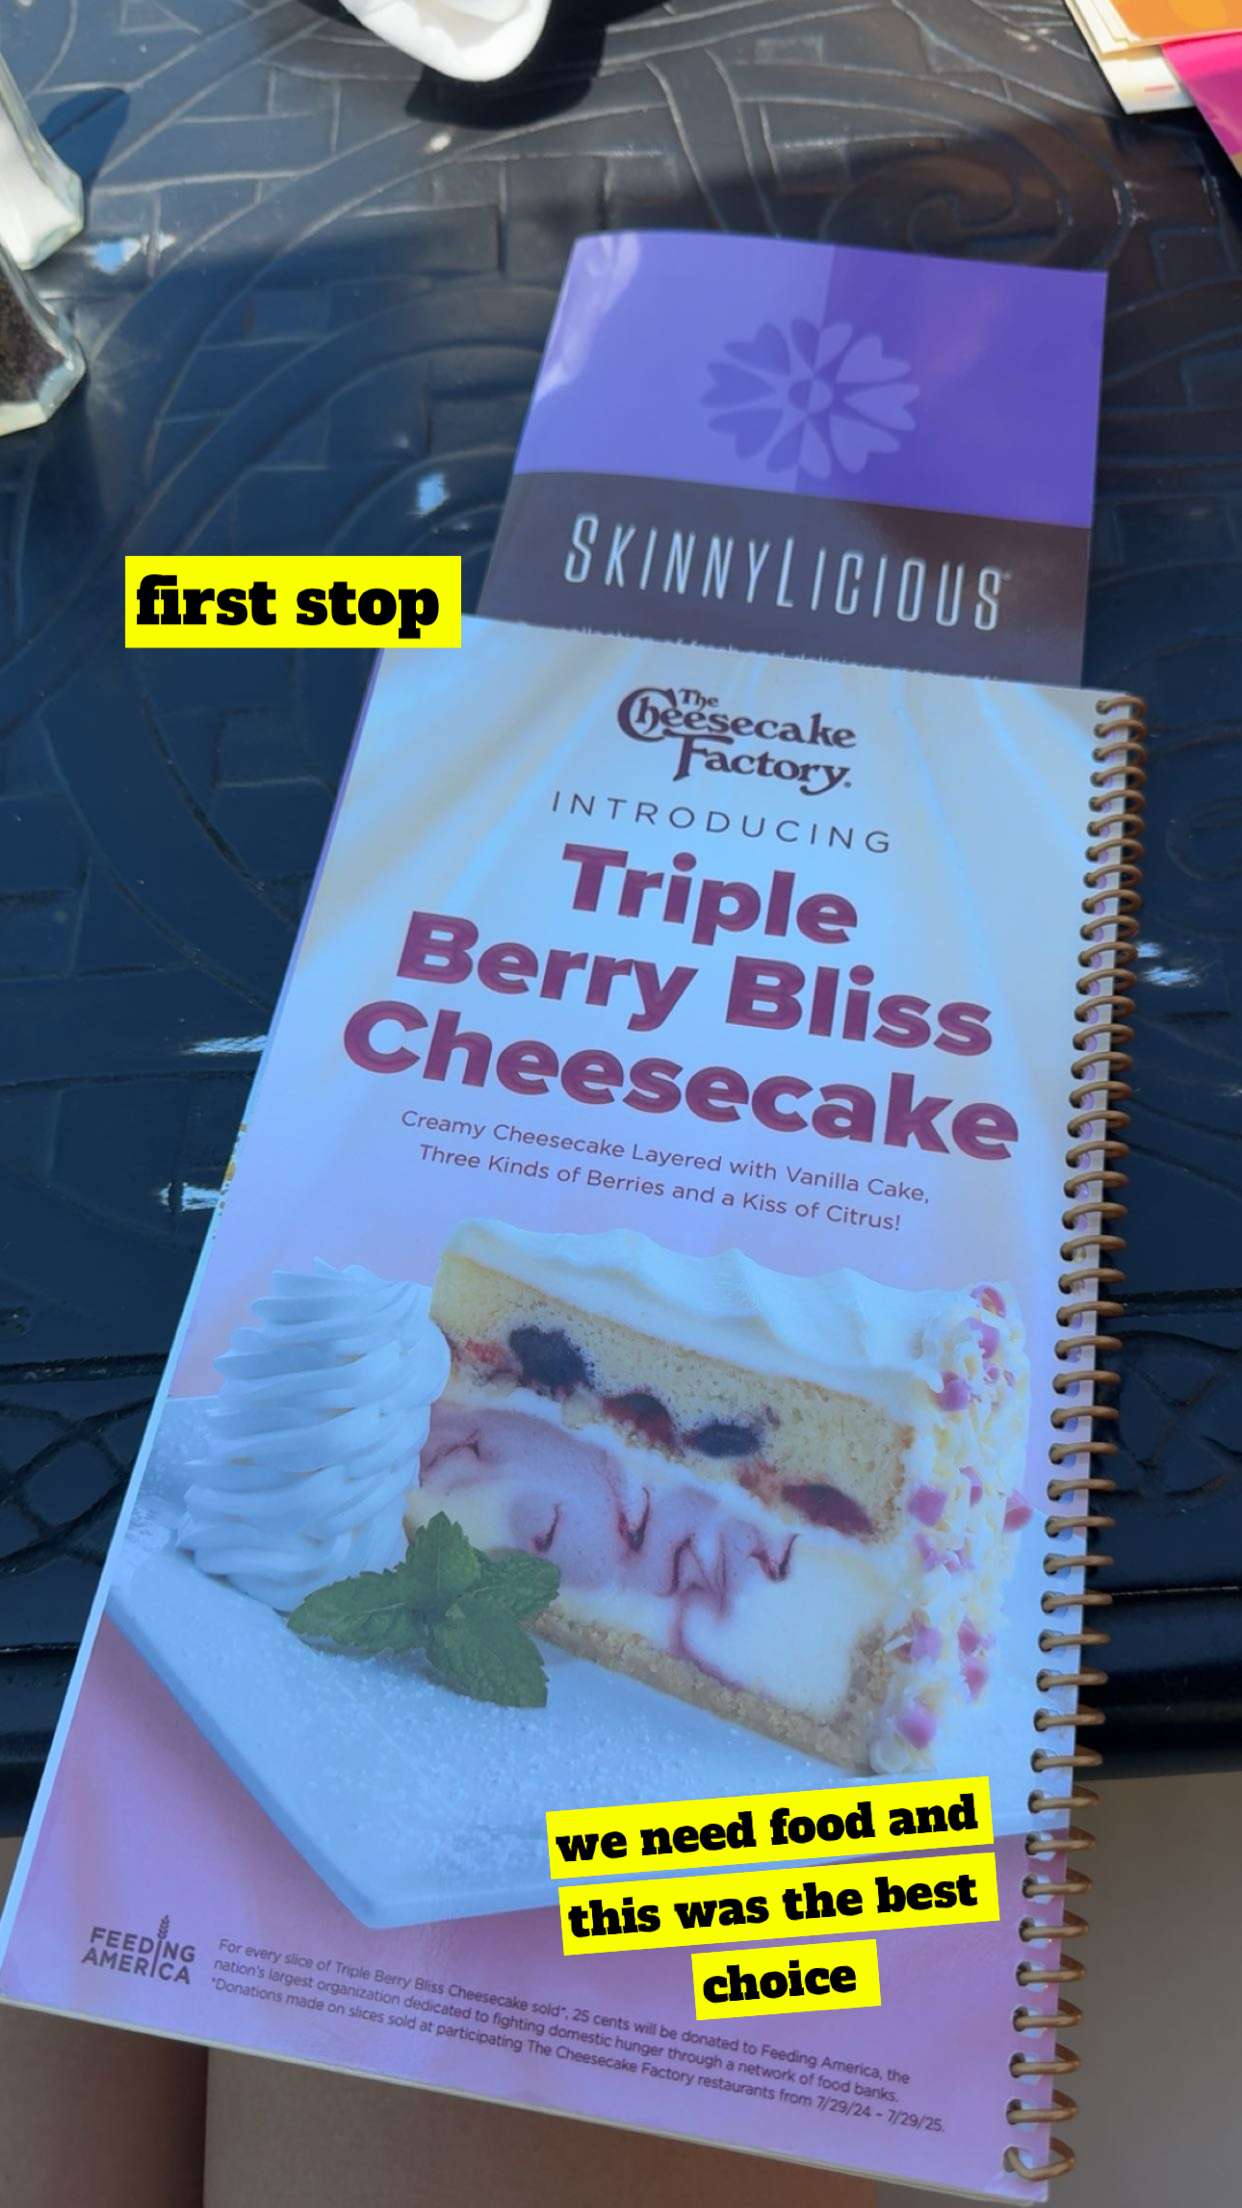 SKINNYLICIOUS
first stop
The
Cheesecake
Factory®
INTRODUCING
Triple
Berry Bliss
Cheesecake
Creamy Cheesecake Layered with Vanilla Cake,
Three Kinds of Berries and a Kiss of Citrus!
we need food and
this was the best
choice
FEEDING
AMERICA
For every slice of Triple Berry Bliss Cheesecake sold*, 25 cents will be donated to Feeding America, the
nation's largest organization dedicated to fighting domestic hunger through a network of food banks.
*Donations made on slices sold at participating The Cheesecake Factory restaurants from 7/29/24 - 7/29/25.